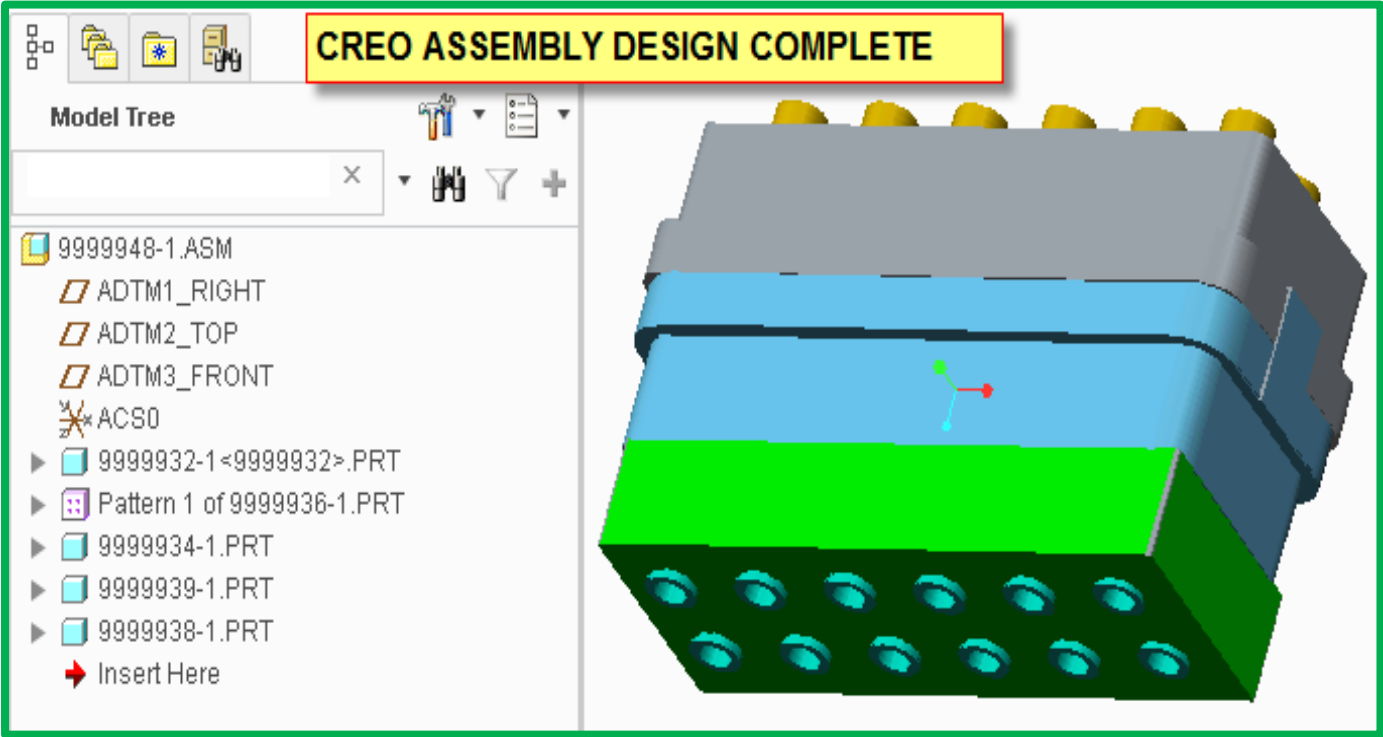 CREO ASSEMBLY DESIGN COMPLETE
Model Tree
9999948-1.ASM
ADTM1_RIGHT
ADTM2_TOP
ADTM3_FRONT
ACS0
9999932-1<9999932>.PRT
Pattern 1 of 9999936-1.PRT
9999934-1.PRT
9999939-1.PRT
9999938-1.PRT
Insert Here